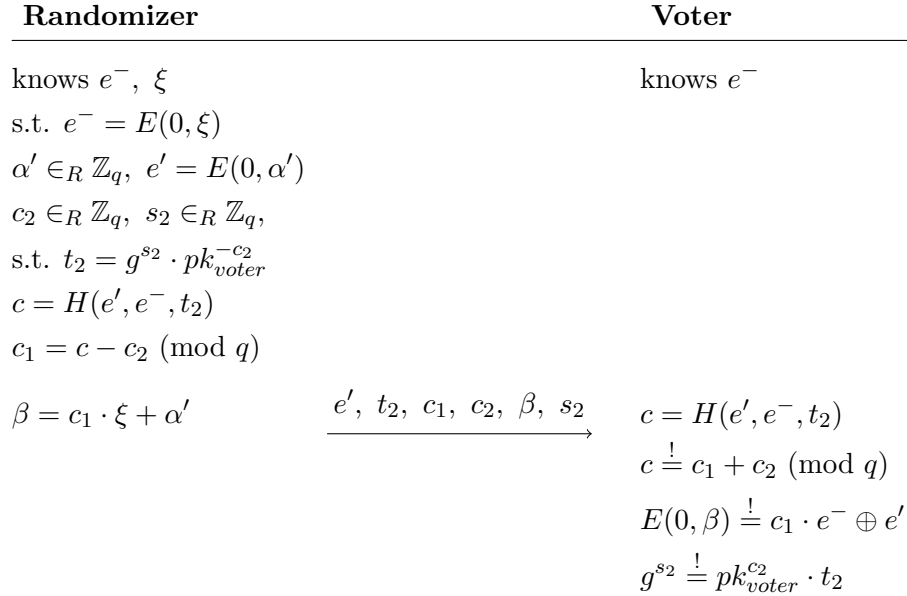 Randomizer Voter
knows e⁻, ξ knows e⁻
s.t. e⁻ = E(0, ξ)
α′ ∈_R ℤ_q, e′ = E(0, α′)
c₂ ∈_R ℤ_q, s₂ ∈_R ℤ_q,
s.t. t₂ = g^{s₂} · pk_{voter}^{−c₂}
c = H(e′, e⁻, t₂)
c₁ = c − c₂ (mod q)
β = c₁ · ξ + α′ e′, t₂, c₁, c₂, β, s₂ c = H(e′, e⁻, t₂)
c =^! c₁ + c₂ (mod q)
E(0, β) =^! c₁ · e⁻ ⊕ e′
g^{s₂} =^! pk_{voter}^{c₂} · t₂